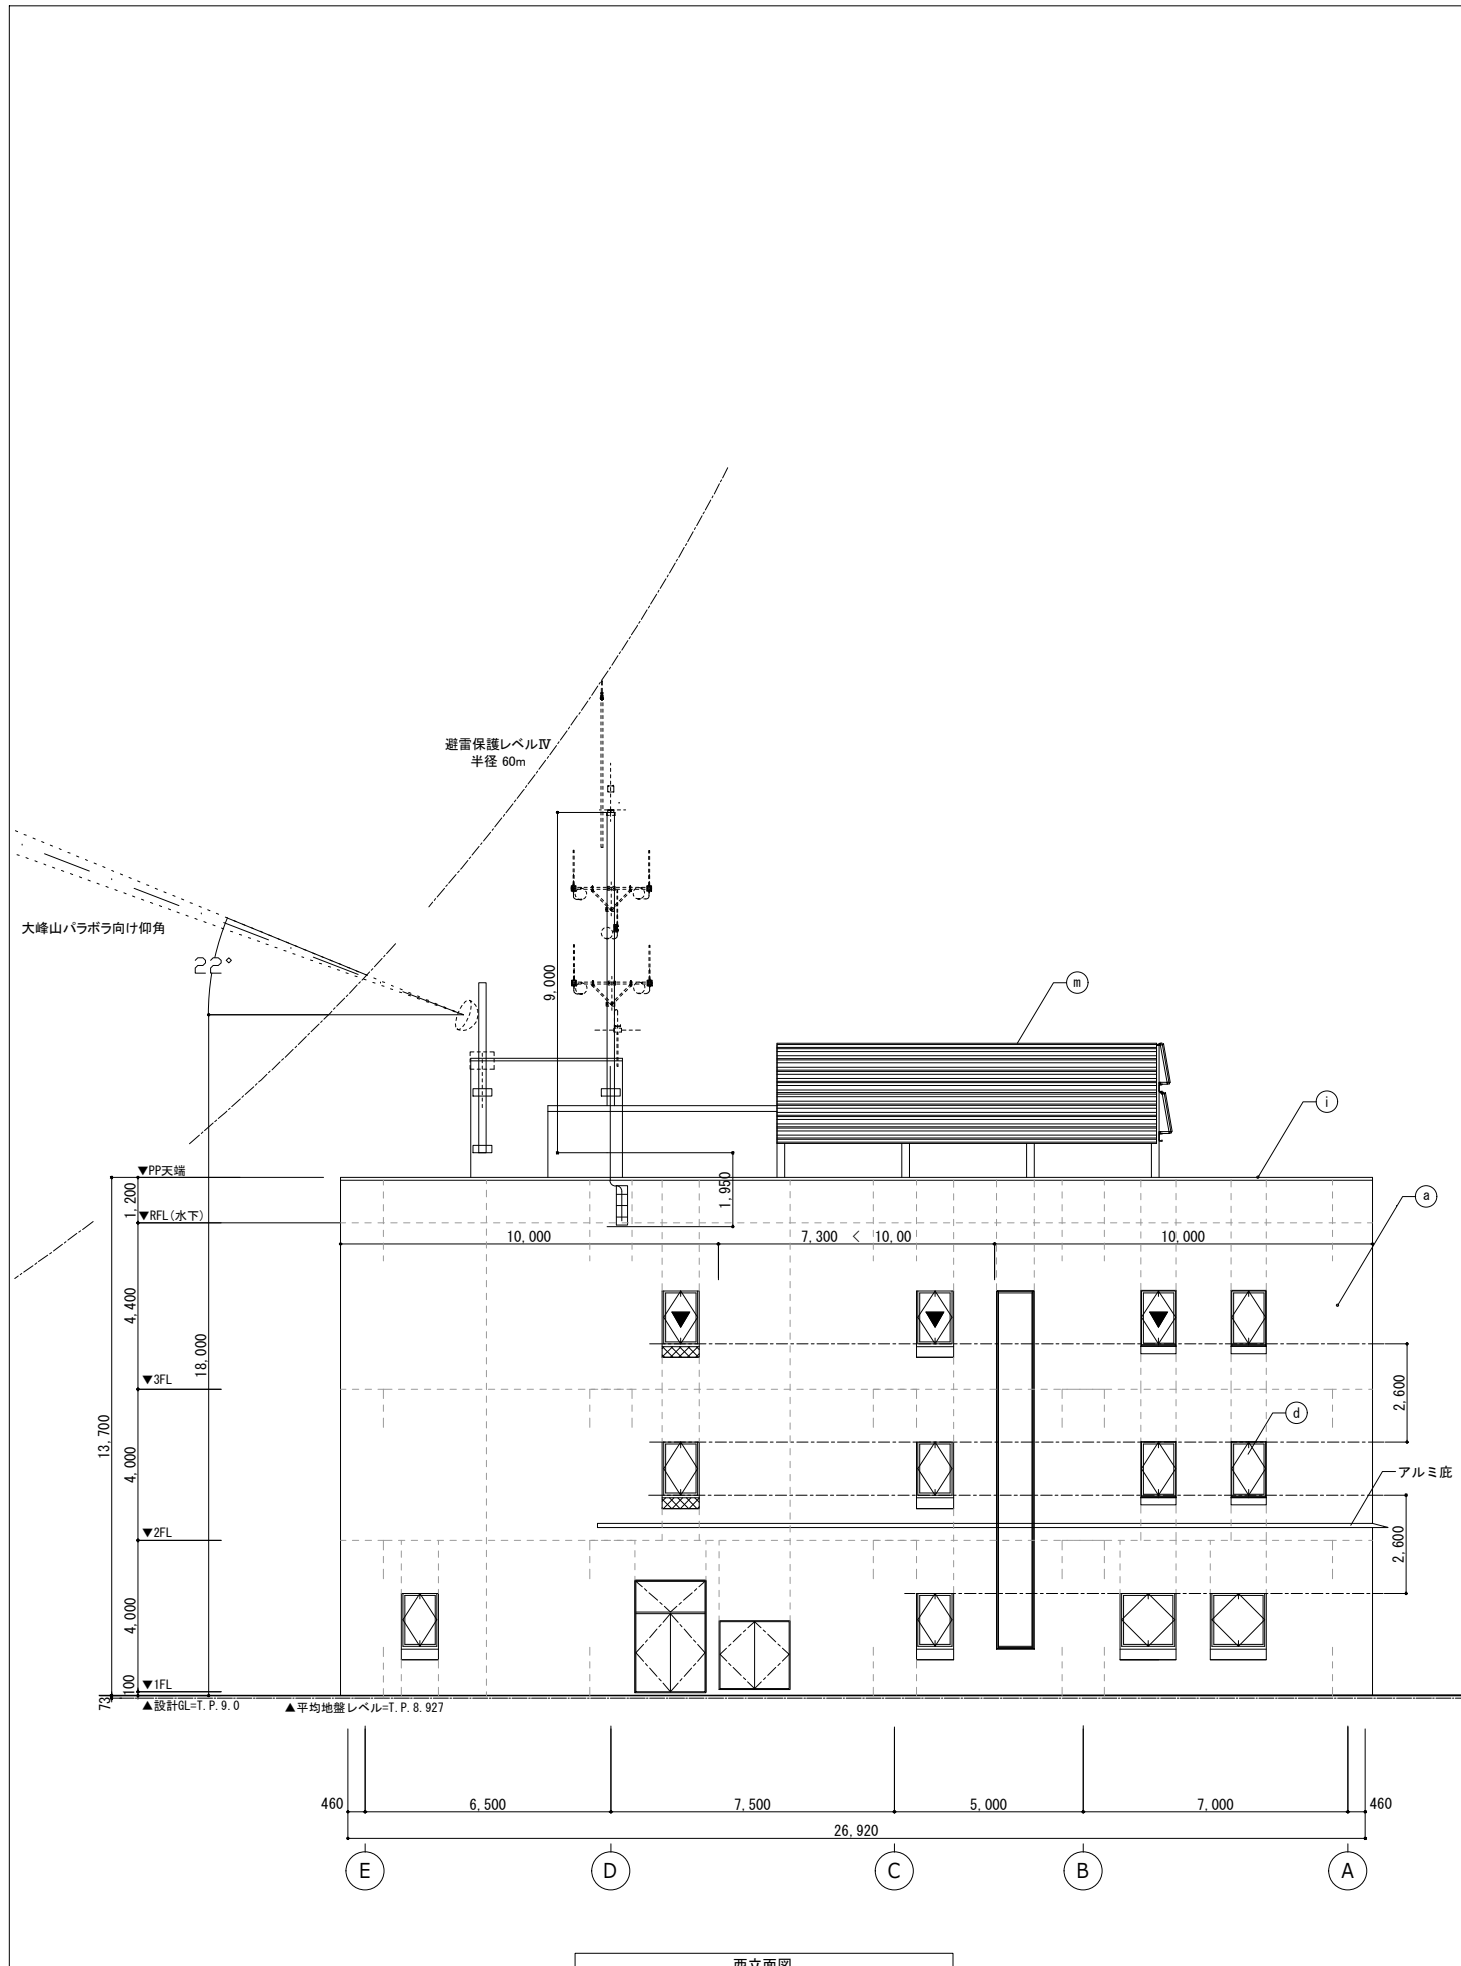 避雷保護レベルⅣ
半径 60m
大峰山パラボラ向け仰角
22°
9,000
m
i
a
▼PP天端
1,200
▼RFL(水下)
1,950
10,000
7,300 < 10,00
10,000
4,400
18,000
▼3FL
2,600
13,700
d
4,000
アルミ庇
▼2FL
2,600
4,000
▼1FL
100
73
▲設計GL=T.P.9.0
▲平均地盤レベル=T.P.8.927
460
6,500
7,500
5,000
7,000
460
26,920
E
D
C
B
A
西立面図